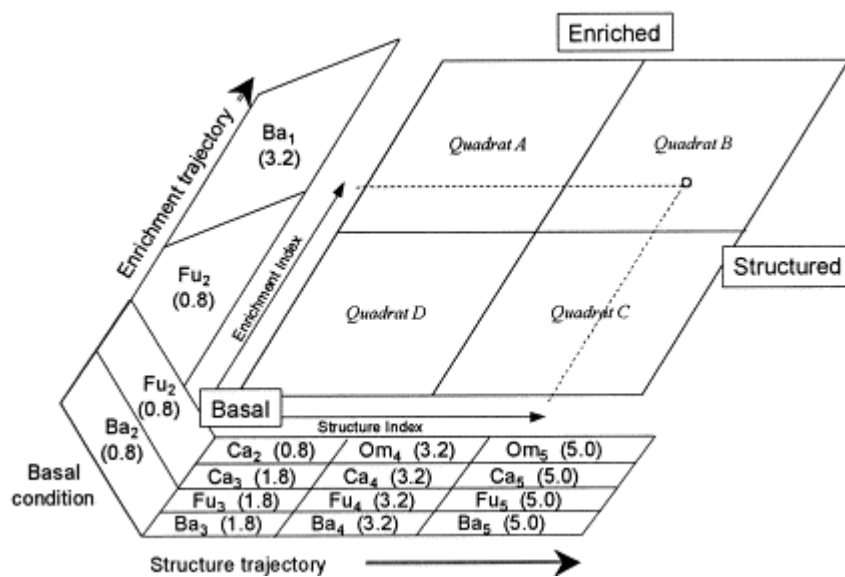 Enriched
Enrichment trajectory
Ba₁
(3.2)
Quadrat A
Quadrat B
Fu₂
(0.8)
Enrichment Index
Structured
Quadrat D
Quadrat C
Fu₂
(0.8)
Ba₂
(0.8)
Basal
Structure Index
Basal
condition
Ca₂ (0.8) Om₄ (3.2) Om₅ (5.0)
Ca₃ (1.8) Ca₄ (3.2) Ca₅ (5.0)
Fu₃ (1.8) Fu₄ (3.2) Fu₅ (5.0)
Ba₃ (1.8) Ba₄ (3.2) Ba₅ (5.0)
Structure trajectory